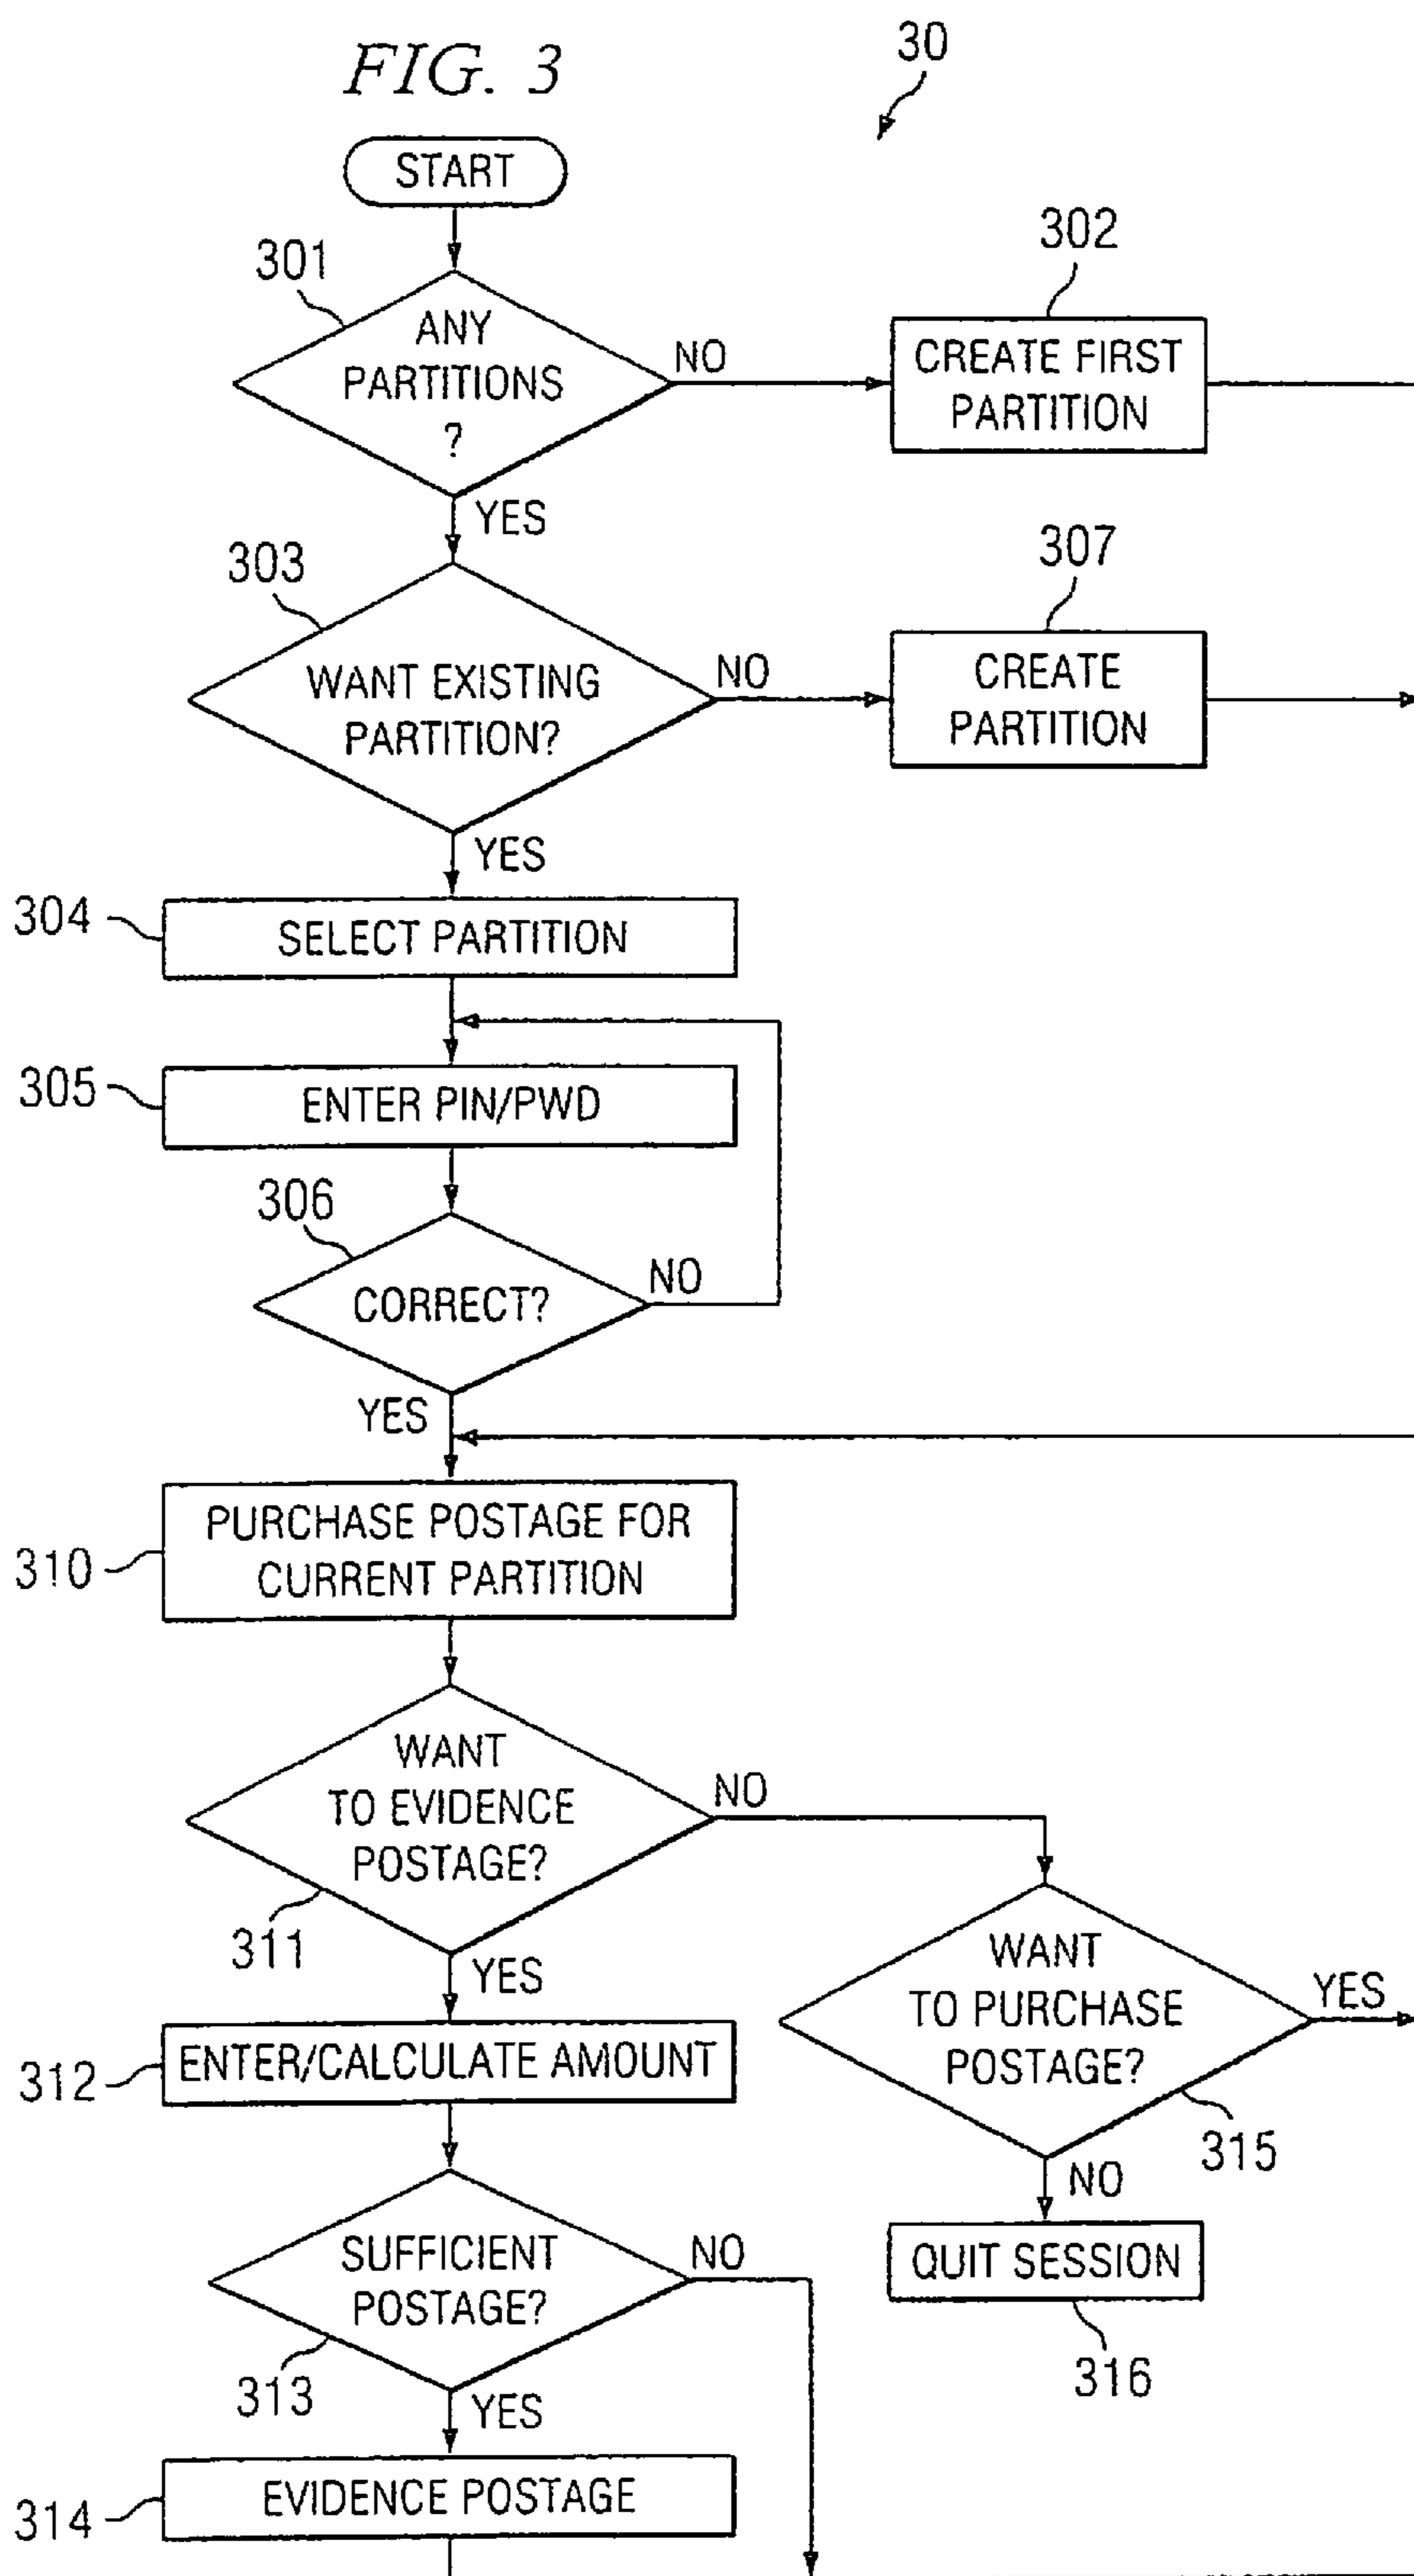 FIG. 3
30
START
301
ANY
PARTITIONS
?
NO
302
CREATE FIRST
PARTITION
YES
303
WANT EXISTING
PARTITION?
NO
307
CREATE
PARTITION
YES
304
SELECT PARTITION
305
ENTER PIN/PWD
306
CORRECT?
NO
YES
310
PURCHASE POSTAGE FOR
CURRENT PARTITION
WANT
TO EVIDENCE
POSTAGE?
NO
311
YES
WANT
TO PURCHASE
POSTAGE?
YES
315
NO
312
ENTER/CALCULATE AMOUNT
SUFFICIENT
POSTAGE?
NO
313
YES
QUIT SESSION
316
314
EVIDENCE POSTAGE